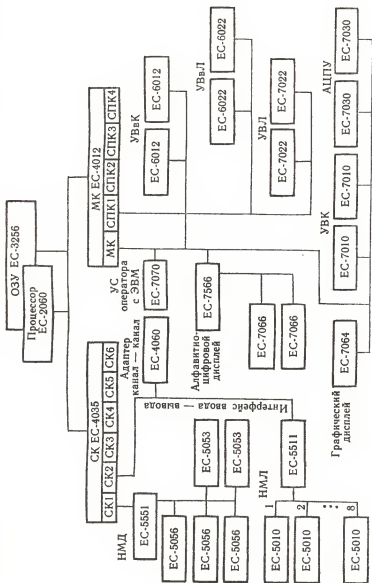 ОЗУ ЕС-3256
Процессор
ЕС-2060
СК ЕС-4035
СК1 СК2 СК3 СК4 СК5 СК6
МК ЕС-4012
МК СПК1 СПК2 СПК3 СПК4
НМД
ЕС-5551
ЕС-5056
ЕС-5056
ЕС-5056
ЕС-5053
ЕС-5053
Адаптер
канал — канал
ЕС-4060
Интерфейс ввода — вывода
НМЛ
ЕС-5511
1
2
8
ЕС-5010
ЕС-5010
ЕС-5010
УС
оператора
с ЭВМ
ЕС-7070
Алфавитно-
цифровой
дисплей
ЕС-7566
ЕС-7066
ЕС-7066
Графический
дисплей
ЕС-7064
УВвК
ЕС-6012
ЕС-6012
УВвЛ
ЕС-6022
ЕС-6022
УВЛ
ЕС-7022
ЕС-7022
УВК
ЕС-7010
ЕС-7010
АЦПУ
ЕС-7030
ЕС-7030